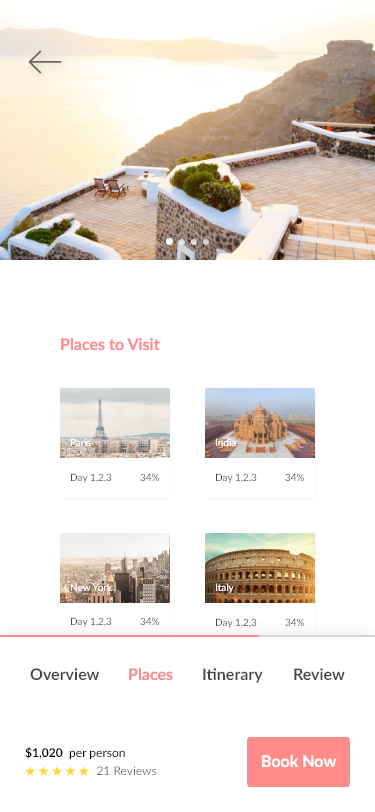 Places to Visit
Paris
India
Day 1,2,3 34%
Day 1,2,3 34%
New York
Italy
Day 1,2,3 34%
Day 1,2,3 34%
Overview Places Itinerary Review
$1,020 per person
21 Reviews
Book Now